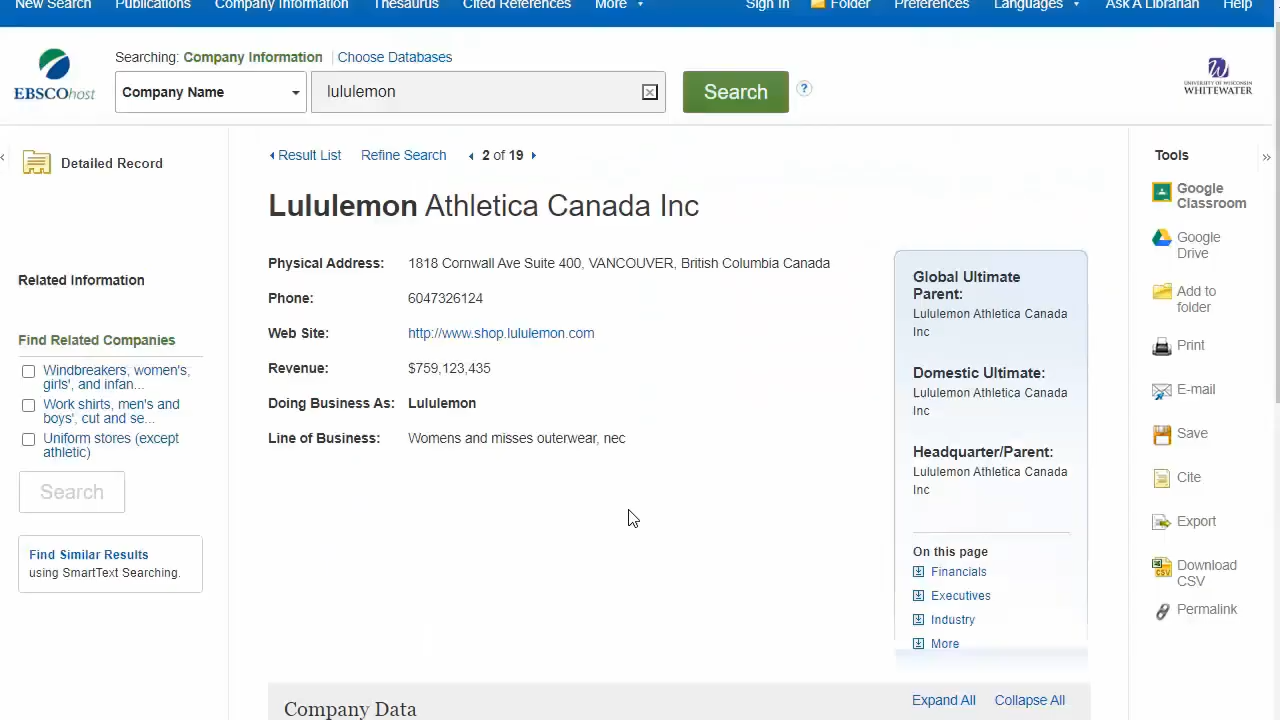 New Search Publications Company Information Thesaurus Cited References More Sign In Folder Preferences Languages Ask A Librarian Help
Searching: Company Information Choose Databases
EBSCOhost
Company Name
lululemon
Search
?
UNIVERSITY OF WISCONSIN
WHITEWATER
Detailed Record
Related Information
Find Related Companies
Windbreakers, women's,
girls', and infan...
Work shirts, men's and
boys', cut and se...
Uniform stores (except
athletic)
Search
Find Similar Results
using SmartText Searching.
Result List Refine Search 2 of 19
Lululemon Athletica Canada Inc
Physical Address: 1818 Cornwall Ave Suite 400, VANCOUVER, British Columbia Canada
Phone: 6047326124
Web Site: http://www.shop.lululemon.com
Revenue: $759,123,435
Doing Business As: Lululemon
Line of Business: Womens and misses outerwear, nec
Global Ultimate
Parent:
Lululemon Athletica Canada
Inc
Domestic Ultimate:
Lululemon Athletica Canada
Inc
Headquarter/Parent:
Lululemon Athletica Canada
Inc
On this page
Financials
Executives
Industry
More
Company Data
Expand All Collapse All
Tools
Google
Classroom
Google
Drive
Add to
folder
Print
E-mail
Save
Cite
Export
Download
CSV
Permalink